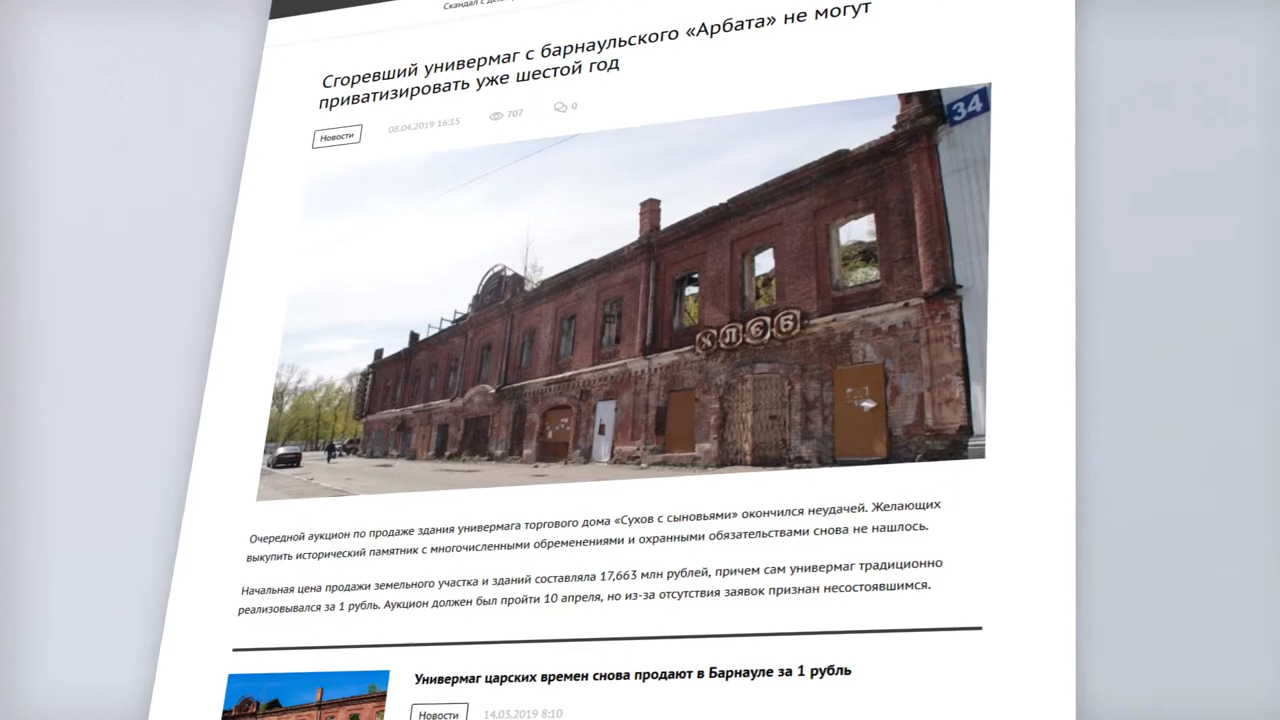 Скандал с
Сгоревший универмаг с барнаульского «Арбата» не могут
приватизировать уже шестой год
Новости
08.04.2019 16:15
707
0
34
ХЛЕБ
Очередной аукцион по продаже здания универмага торгового дома «Сухов с сыновьями» окончился неудачей. Желающих
выкупить исторический памятник с многочисленными обременениями и охранными обязательствами снова не нашлось.
Начальная цена продажи земельного участка и зданий составляла 17,663 млн рублей, причем сам универмаг традиционно
реализовывался за 1 рубль. Аукцион должен был пройти 10 апреля, но из-за отсутствия заявок признан несостоявшимся.
Универмаг царских времен снова продают в Барнауле за 1 рубль
Новости
14.03.2019 8:10